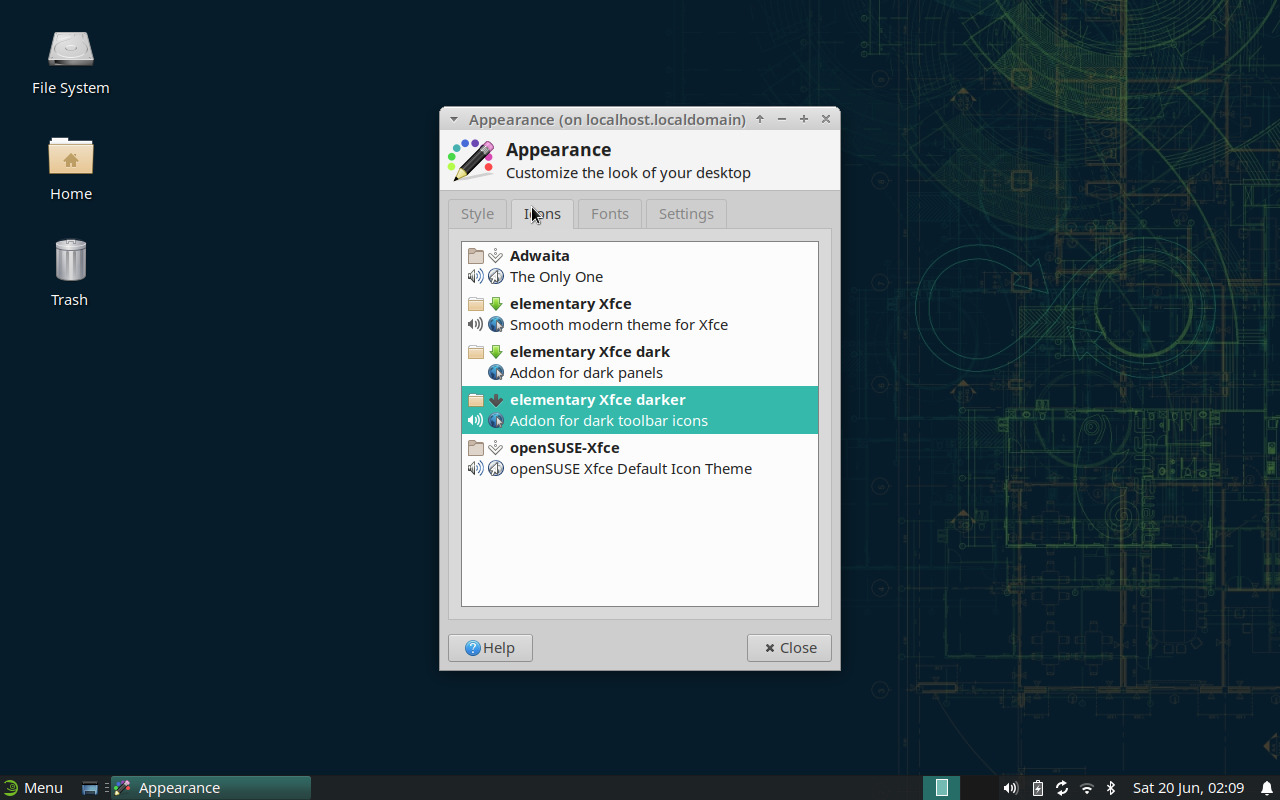 File System
Home
Trash
Appearance (on localhost.localdomain)
Appearance
Customize the look of your desktop
Style
Icons
Fonts
Settings
Adwaita
The Only One
elementary Xfce
Smooth modern theme for Xfce
elementary Xfce dark
Addon for dark panels
elementary Xfce darker
Addon for dark toolbar icons
openSUSE-Xfce
openSUSE Xfce Default Icon Theme
Help
Close
Menu
Appearance
Sat 20 Jun, 02:09